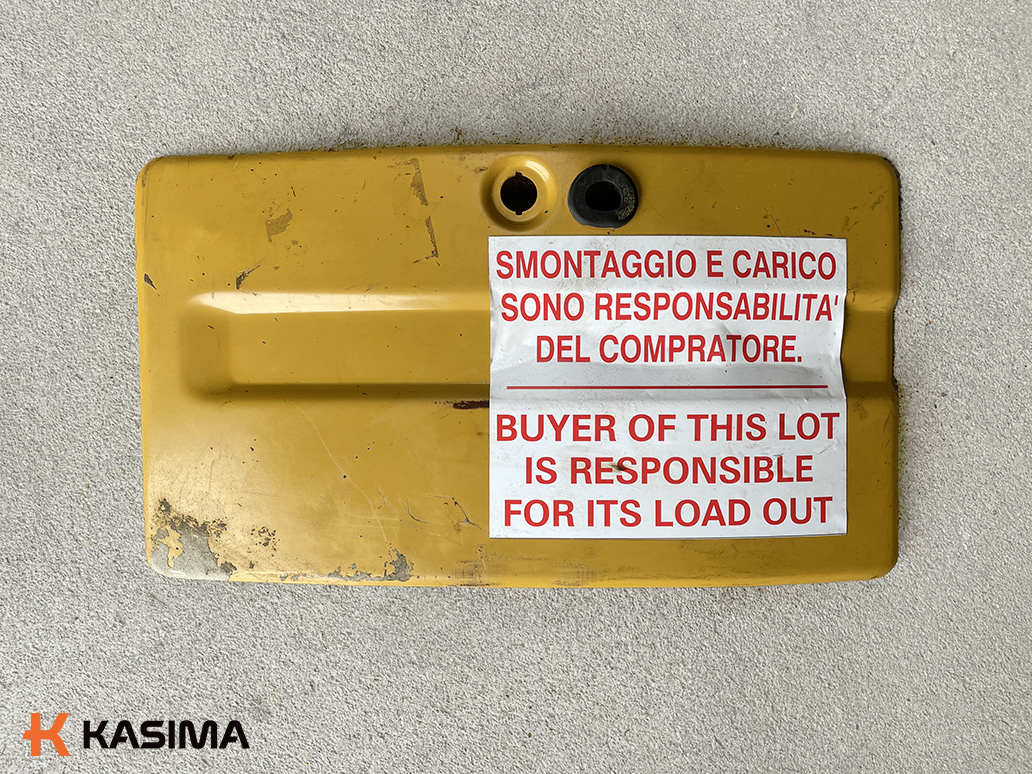 SMONTAGGIO E CARICO
SONO RESPONSABILITA'
DEL COMPRATORE.
BUYER OF THIS LOT
IS RESPONSIBLE
FOR ITS LOAD OUT
KASIMA